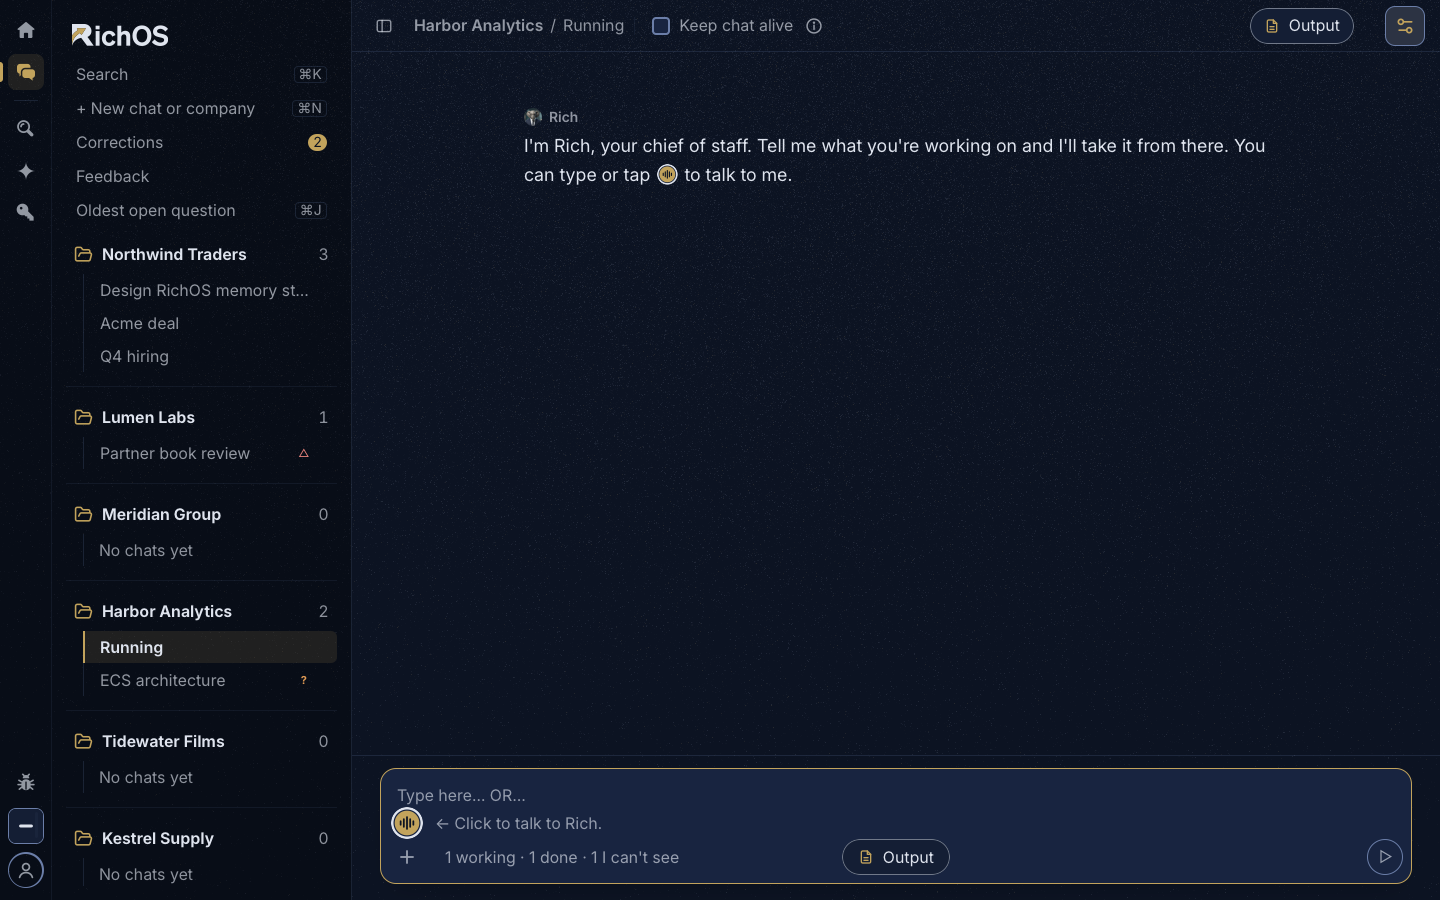 RichOS
Search ⌘K
+ New chat or company ⌘N
Corrections 2
Feedback
Oldest open question ⌘J
Northwind Traders 3
Design RichOS memory st...
Acme deal
Q4 hiring
Lumen Labs 1
Partner book review
Meridian Group 0
No chats yet
Harbor Analytics 2
Running
ECS architecture ?
Tidewater Films 0
No chats yet
Kestrel Supply 0
No chats yet
Harbor Analytics / Running Keep chat alive Output
Rich
I'm Rich, your chief of staff. Tell me what you're working on and I'll take it from there. You
can type or tap to talk to me.
Type here... OR...
← Click to talk to Rich.
1 working · 1 done · 1 I can't see Output